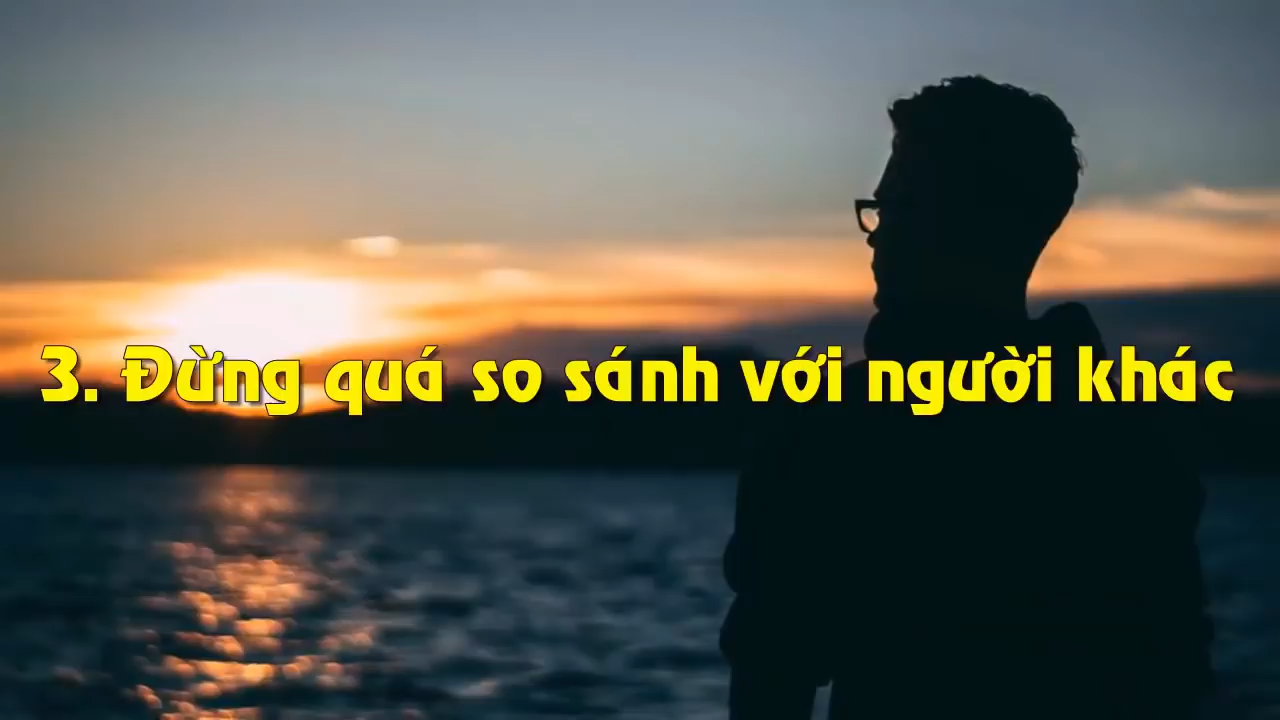 3. Đừng quá so sánh với người khác